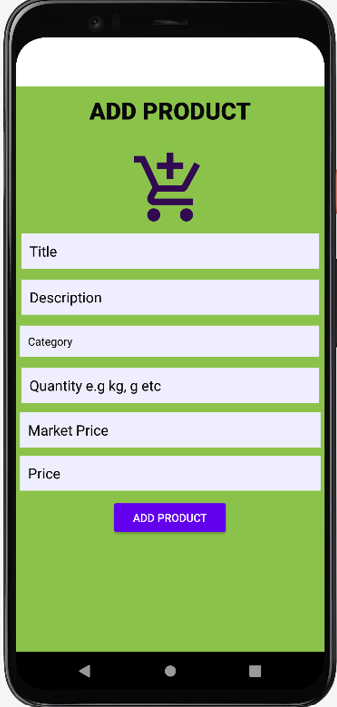 ADD PRODUCT
Title
Description
Category
Quantity e.g kg, g etc
Market Price
Price
ADD PRODUCT